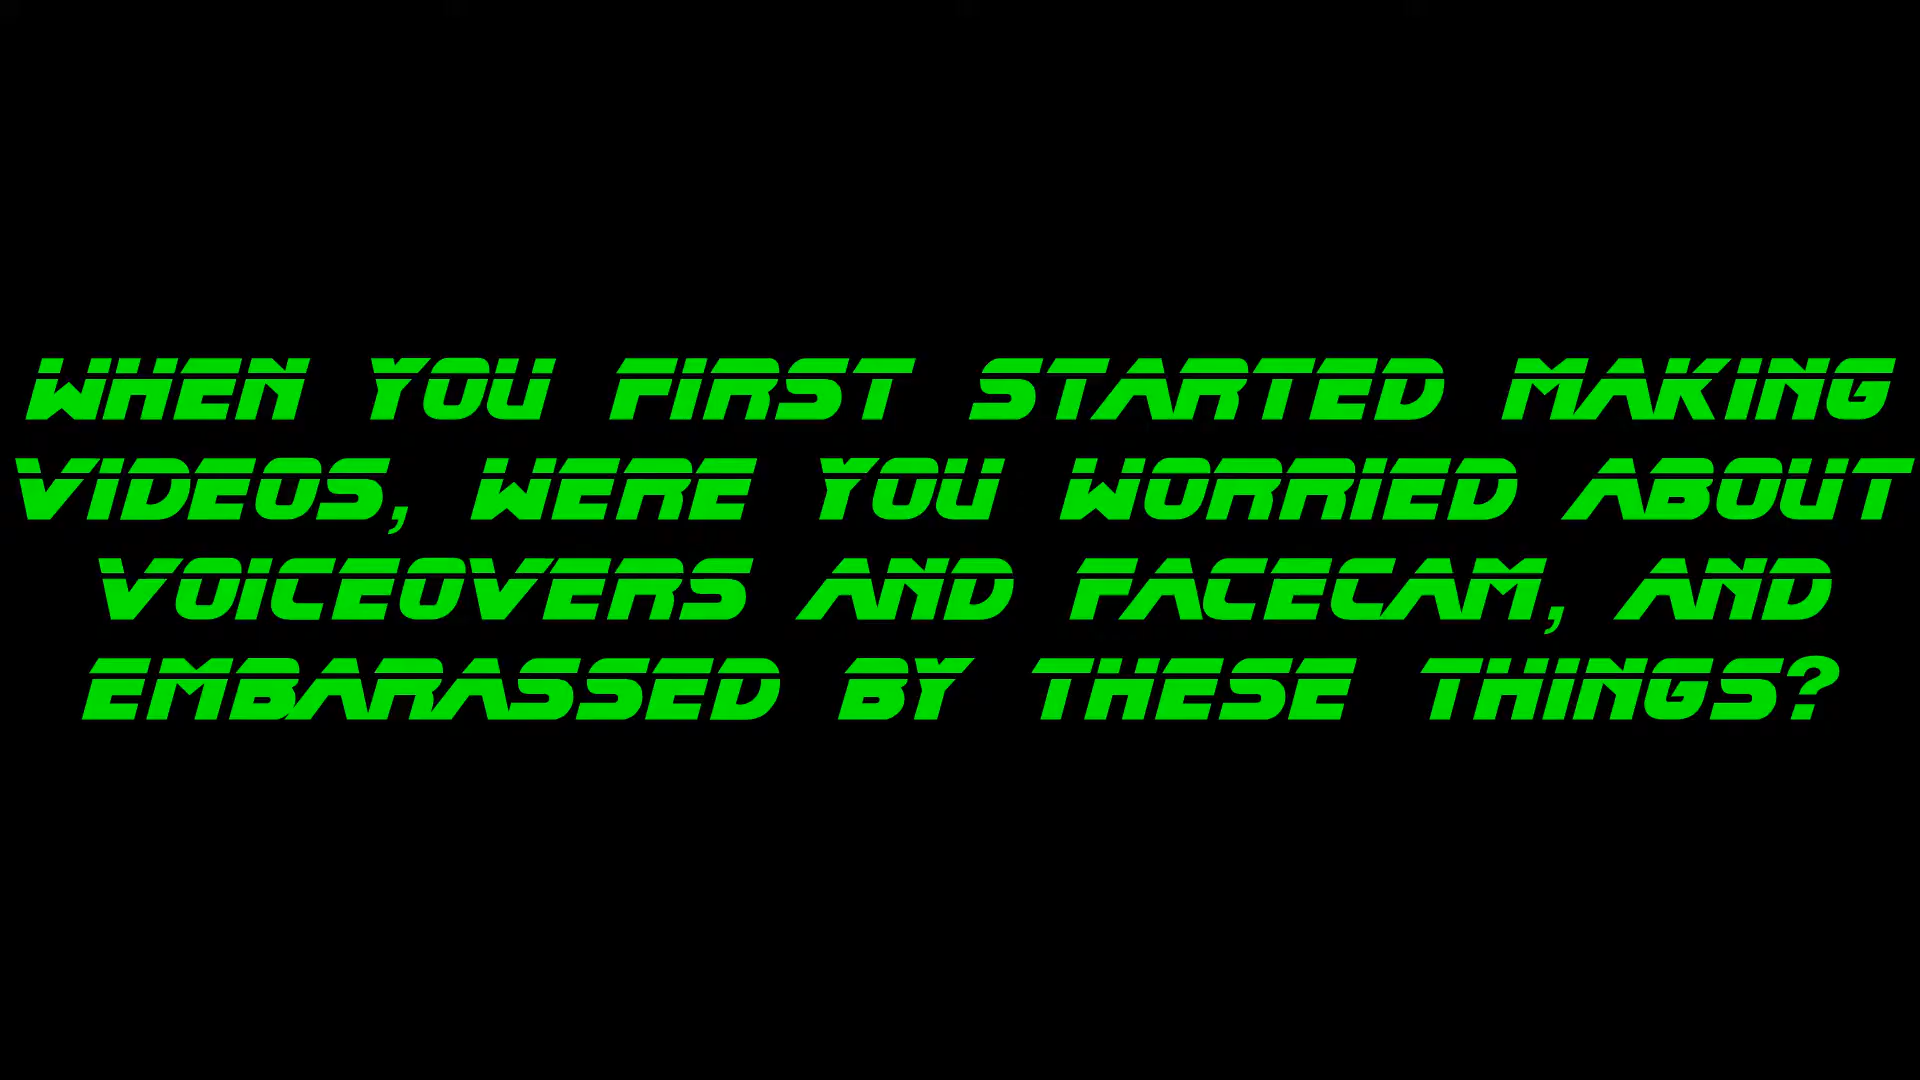 WHEN YOU FIRST STARTED MAKING
VIDEOS, WERE YOU WORRIED ABOUT
VOICEOVERS AND FACECAM, AND
EMBARASSED BY THESE THINGS?